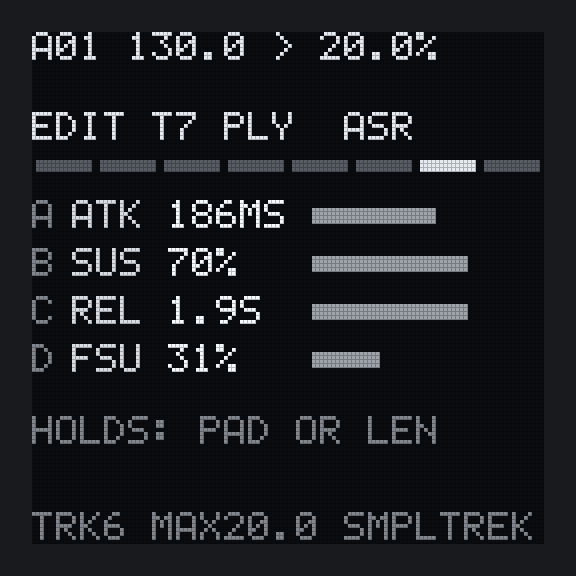 A01 130.0 > 20.0%
EDIT T7 PLY ASR
A ATK 186MS
B SUS 70%
C REL 1.9S
D FSU 31%
HOLDS: PAD OR LEN
TRK6 MAX20.0 SMPLTREK